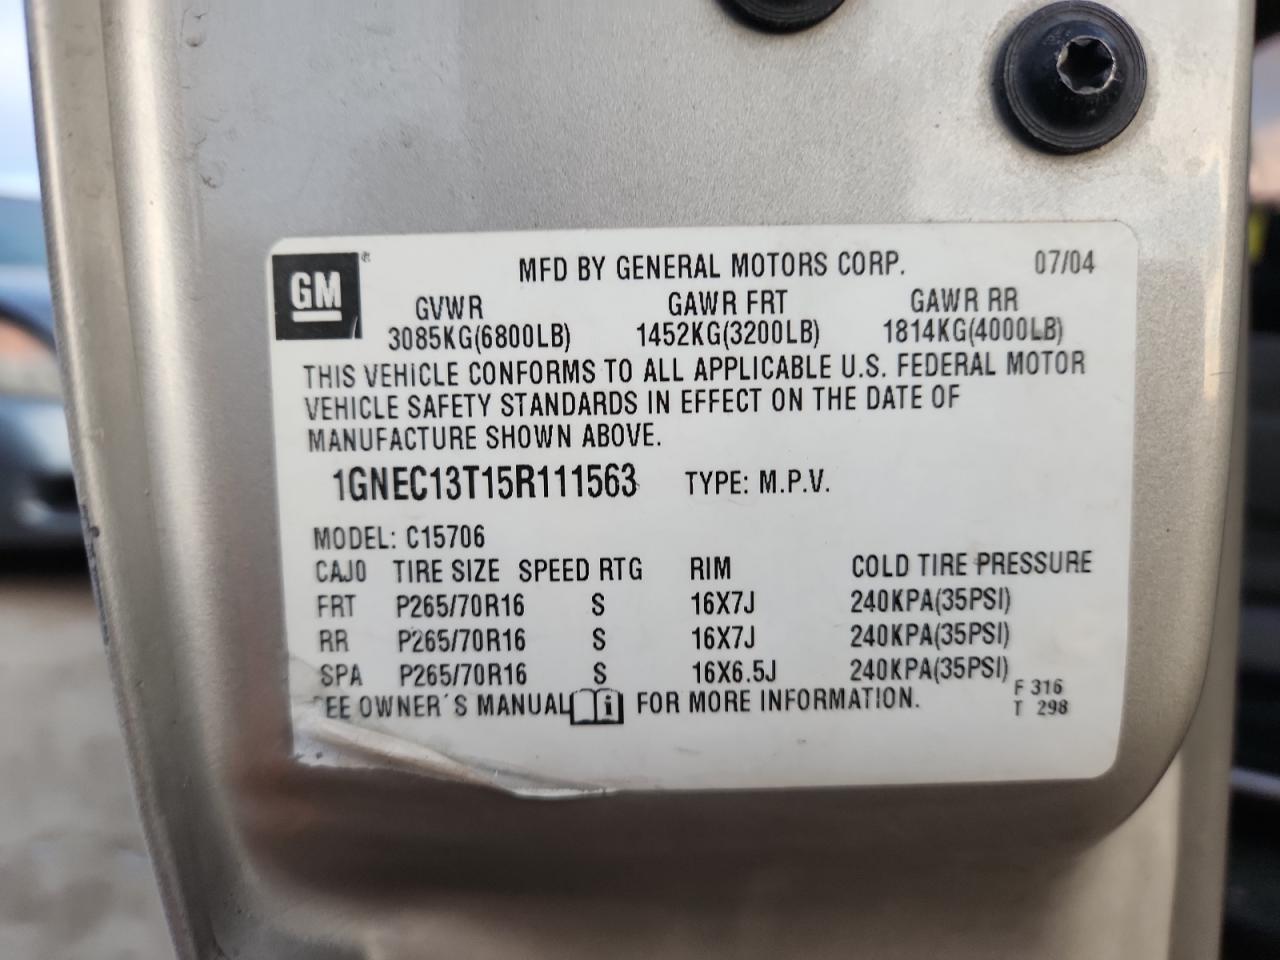 GM ®
MFD BY GENERAL MOTORS CORP. 07/04
GVWR GAWR FRT GAWR RR
3085KG(6800LB) 1452KG(3200LB) 1814KG(4000LB)
THIS VEHICLE CONFORMS TO ALL APPLICABLE U.S. FEDERAL MOTOR
VEHICLE SAFETY STANDARDS IN EFFECT ON THE DATE OF
MANUFACTURE SHOWN ABOVE.
1GNEC13T15R111563 TYPE: M.P.V.
MODEL: C15706
CAJ0 TIRE SIZE SPEED RTG RIM COLD TIRE PRESSURE
FRT P265/70R16 S 16X7J 240KPA(35PSI)
RR P265/70R16 S 16X7J 240KPA(35PSI)
SPA P265/70R16 S 16X6.5J 240KPA(35PSI)
SEE OWNER'S MANUAL i FOR MORE INFORMATION.
F 316
T 298